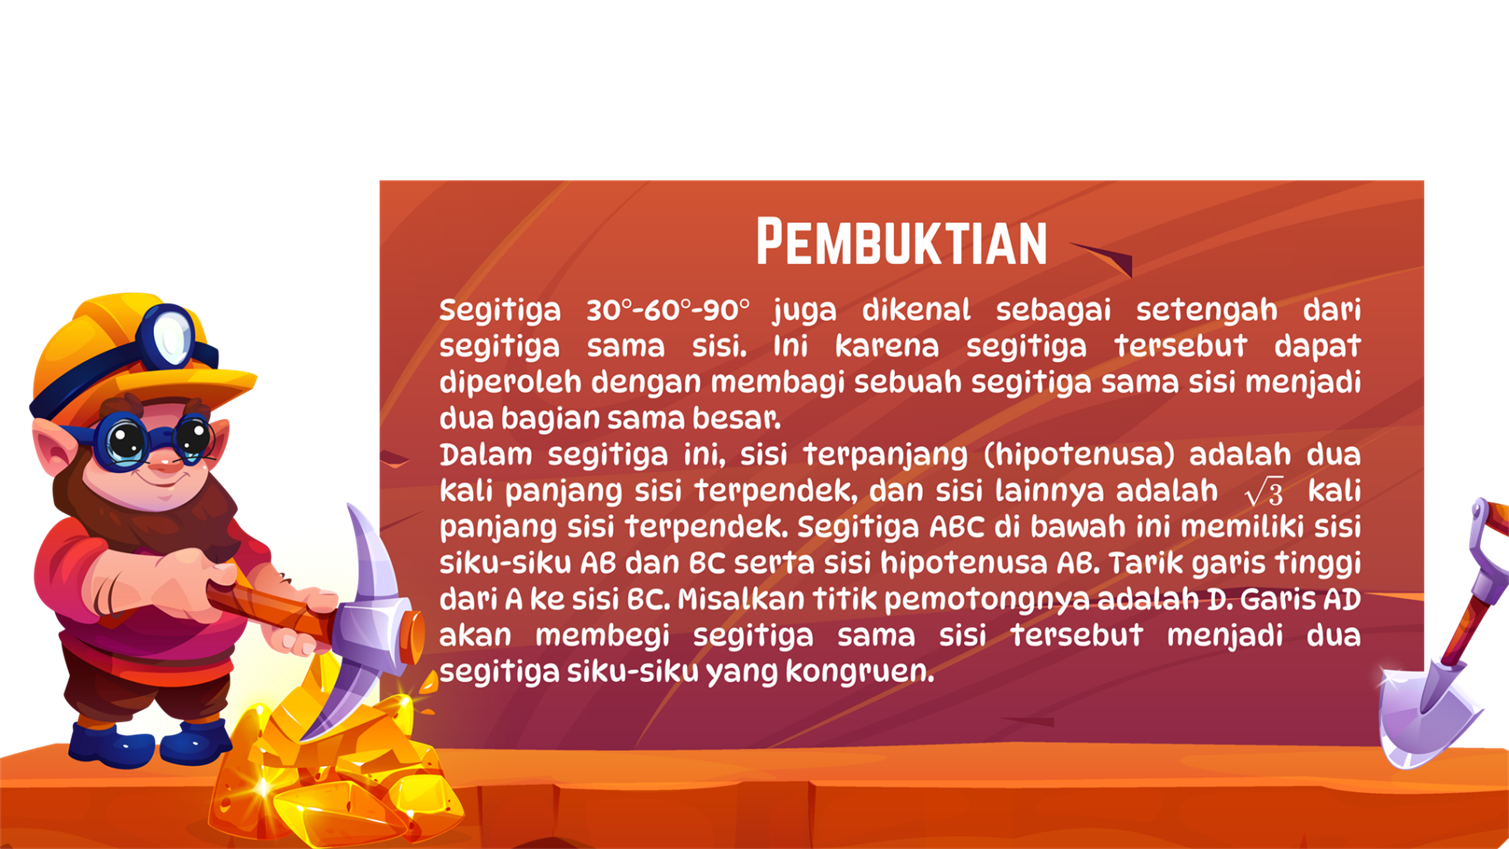 PEMBUKTIAN
Segitiga 30°-60°-90° juga dikenal sebagai setengah dari
segitiga sama sisi. Ini karena segitiga tersebut dapat
diperoleh dengan membagi sebuah segitiga sama sisi menjadi
dua bagian sama besar.
Dalam segitiga ini, sisi terpanjang (hipotenusa) adalah dua
kali panjang sisi terpendek, dan sisi lainnya adalah √3 kali
panjang sisi terpendek. Segitiga ABC di bawah ini memiliki sisi
siku-siku AB dan BC serta sisi hipotenusa AB. Tarik garis tinggi
dari A ke sisi BC. Misalkan titik pemotongnya adalah D. Garis AD
akan membegi segitiga sama sisi tersebut menjadi dua
segitiga siku-siku yang kongruen.